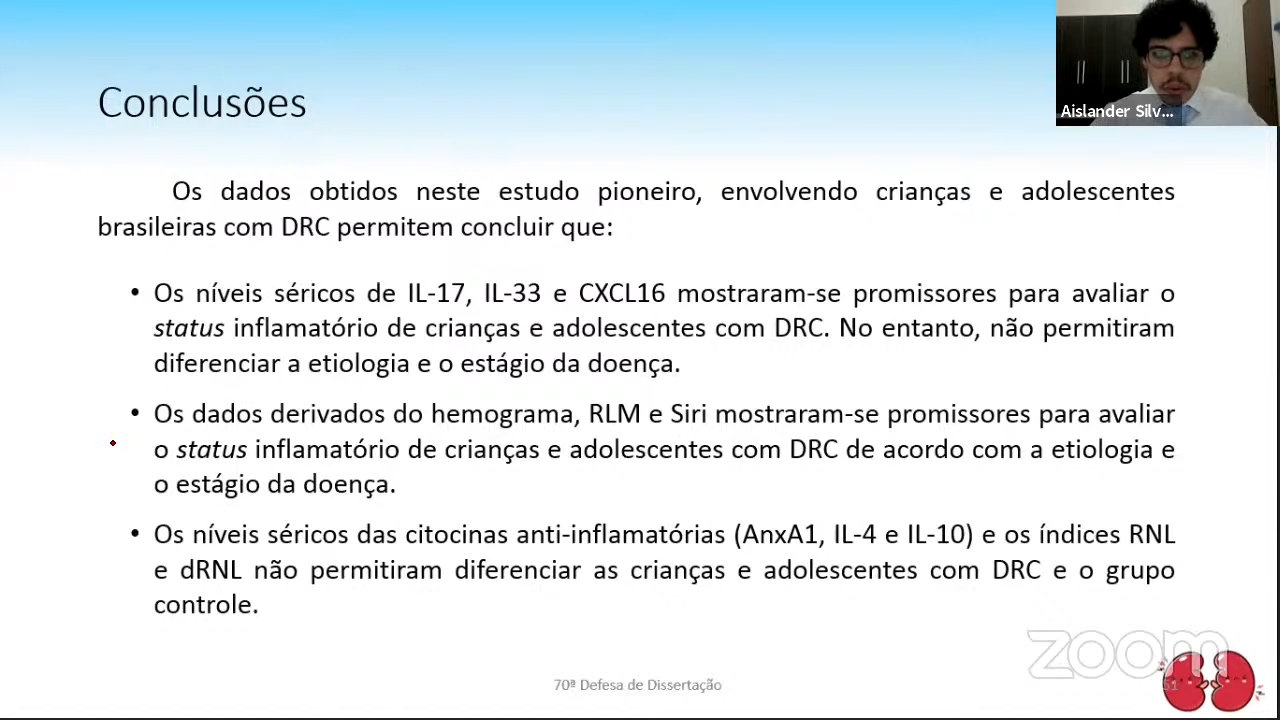 Conclusões
Aislander Silv...
Os dados obtidos neste estudo pioneiro, envolvendo crianças e adolescentes
brasileiras com DRC permitem concluir que:
• Os níveis séricos de IL-17, IL-33 e CXCL16 mostraram-se promissores para avaliar o
status inflamatório de crianças e adolescentes com DRC. No entanto, não permitiram
diferenciar a etiologia e o estágio da doença.
• Os dados derivados do hemograma, RLM e Siri mostraram-se promissores para avaliar
o status inflamatório de crianças e adolescentes com DRC de acordo com a etiologia e
o estágio da doença.
• Os níveis séricos das citocinas anti-inflamatórias (AnxA1, IL-4 e IL-10) e os índices RNL
e dRNL não permitiram diferenciar as crianças e adolescentes com DRC e o grupo
controle.
zoom
70ª Defesa de Dissertação
51